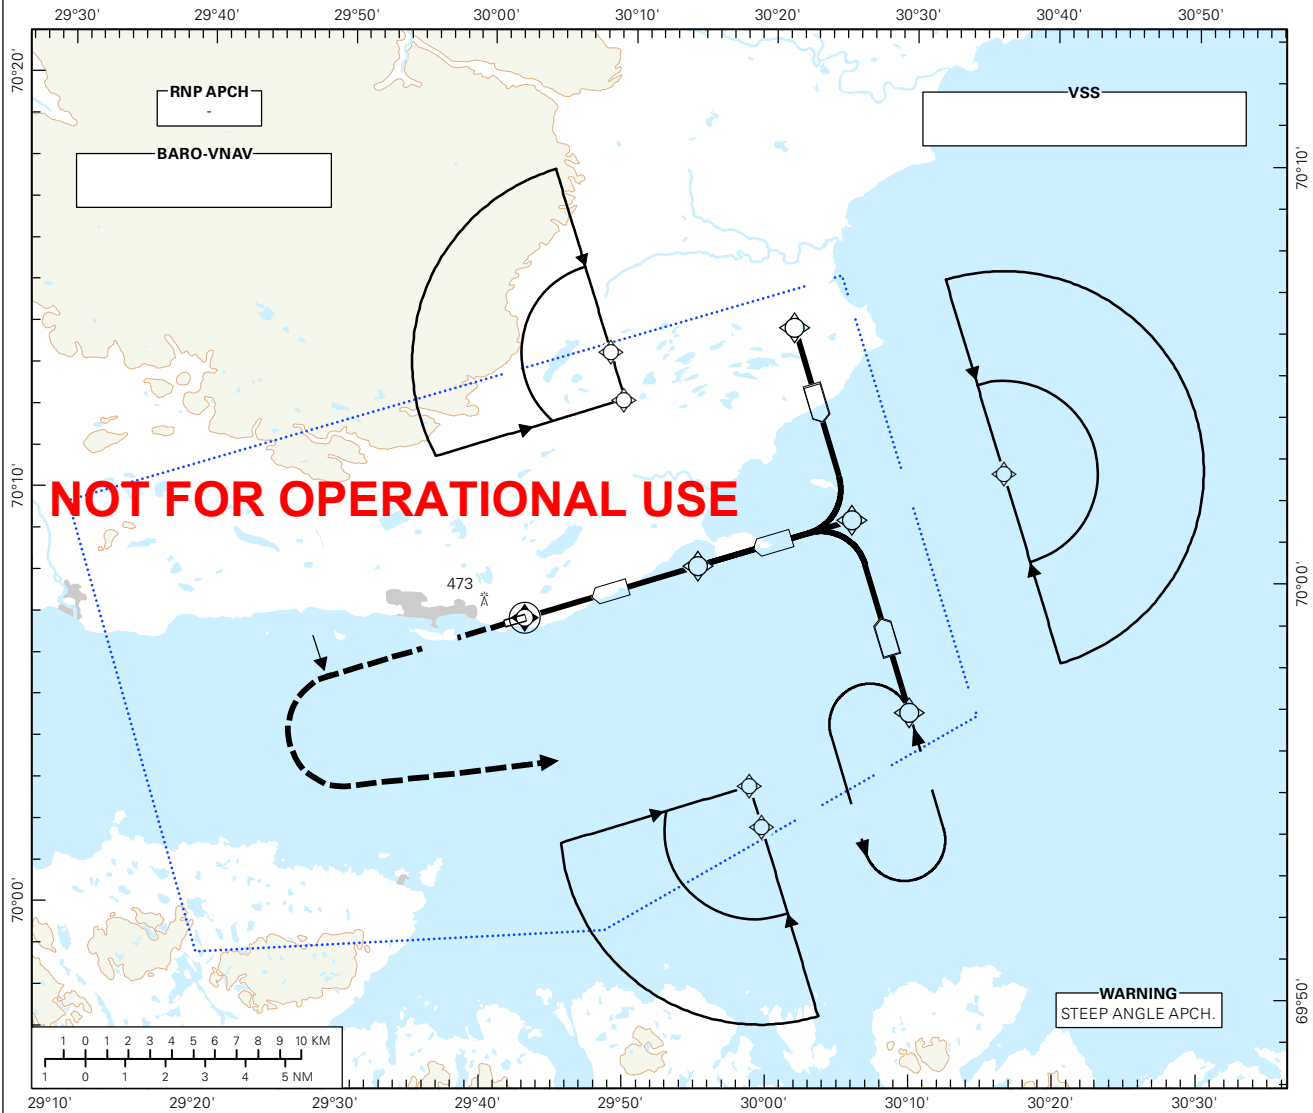 29°30' 29°40' 29°50' 30°00' 30°10' 30°20' 30°30' 30°40' 30°50'
70°20'
RNP APCH
-
VSS
BARO-VNAV
70°10'
70°10'
NOT FOR OPERATIONAL USE
473
70°00'
70°00'
WARNING
STEEP ANGLE APCH.
69°50'
1 0 1 2 3 4 5 6 7 8 9 10 KM
1 0 1 2 3 4 5 NM
29°10' 29°20' 29°30' 29°40' 29°50' 30°00' 30°10' 30°20' 30°30'